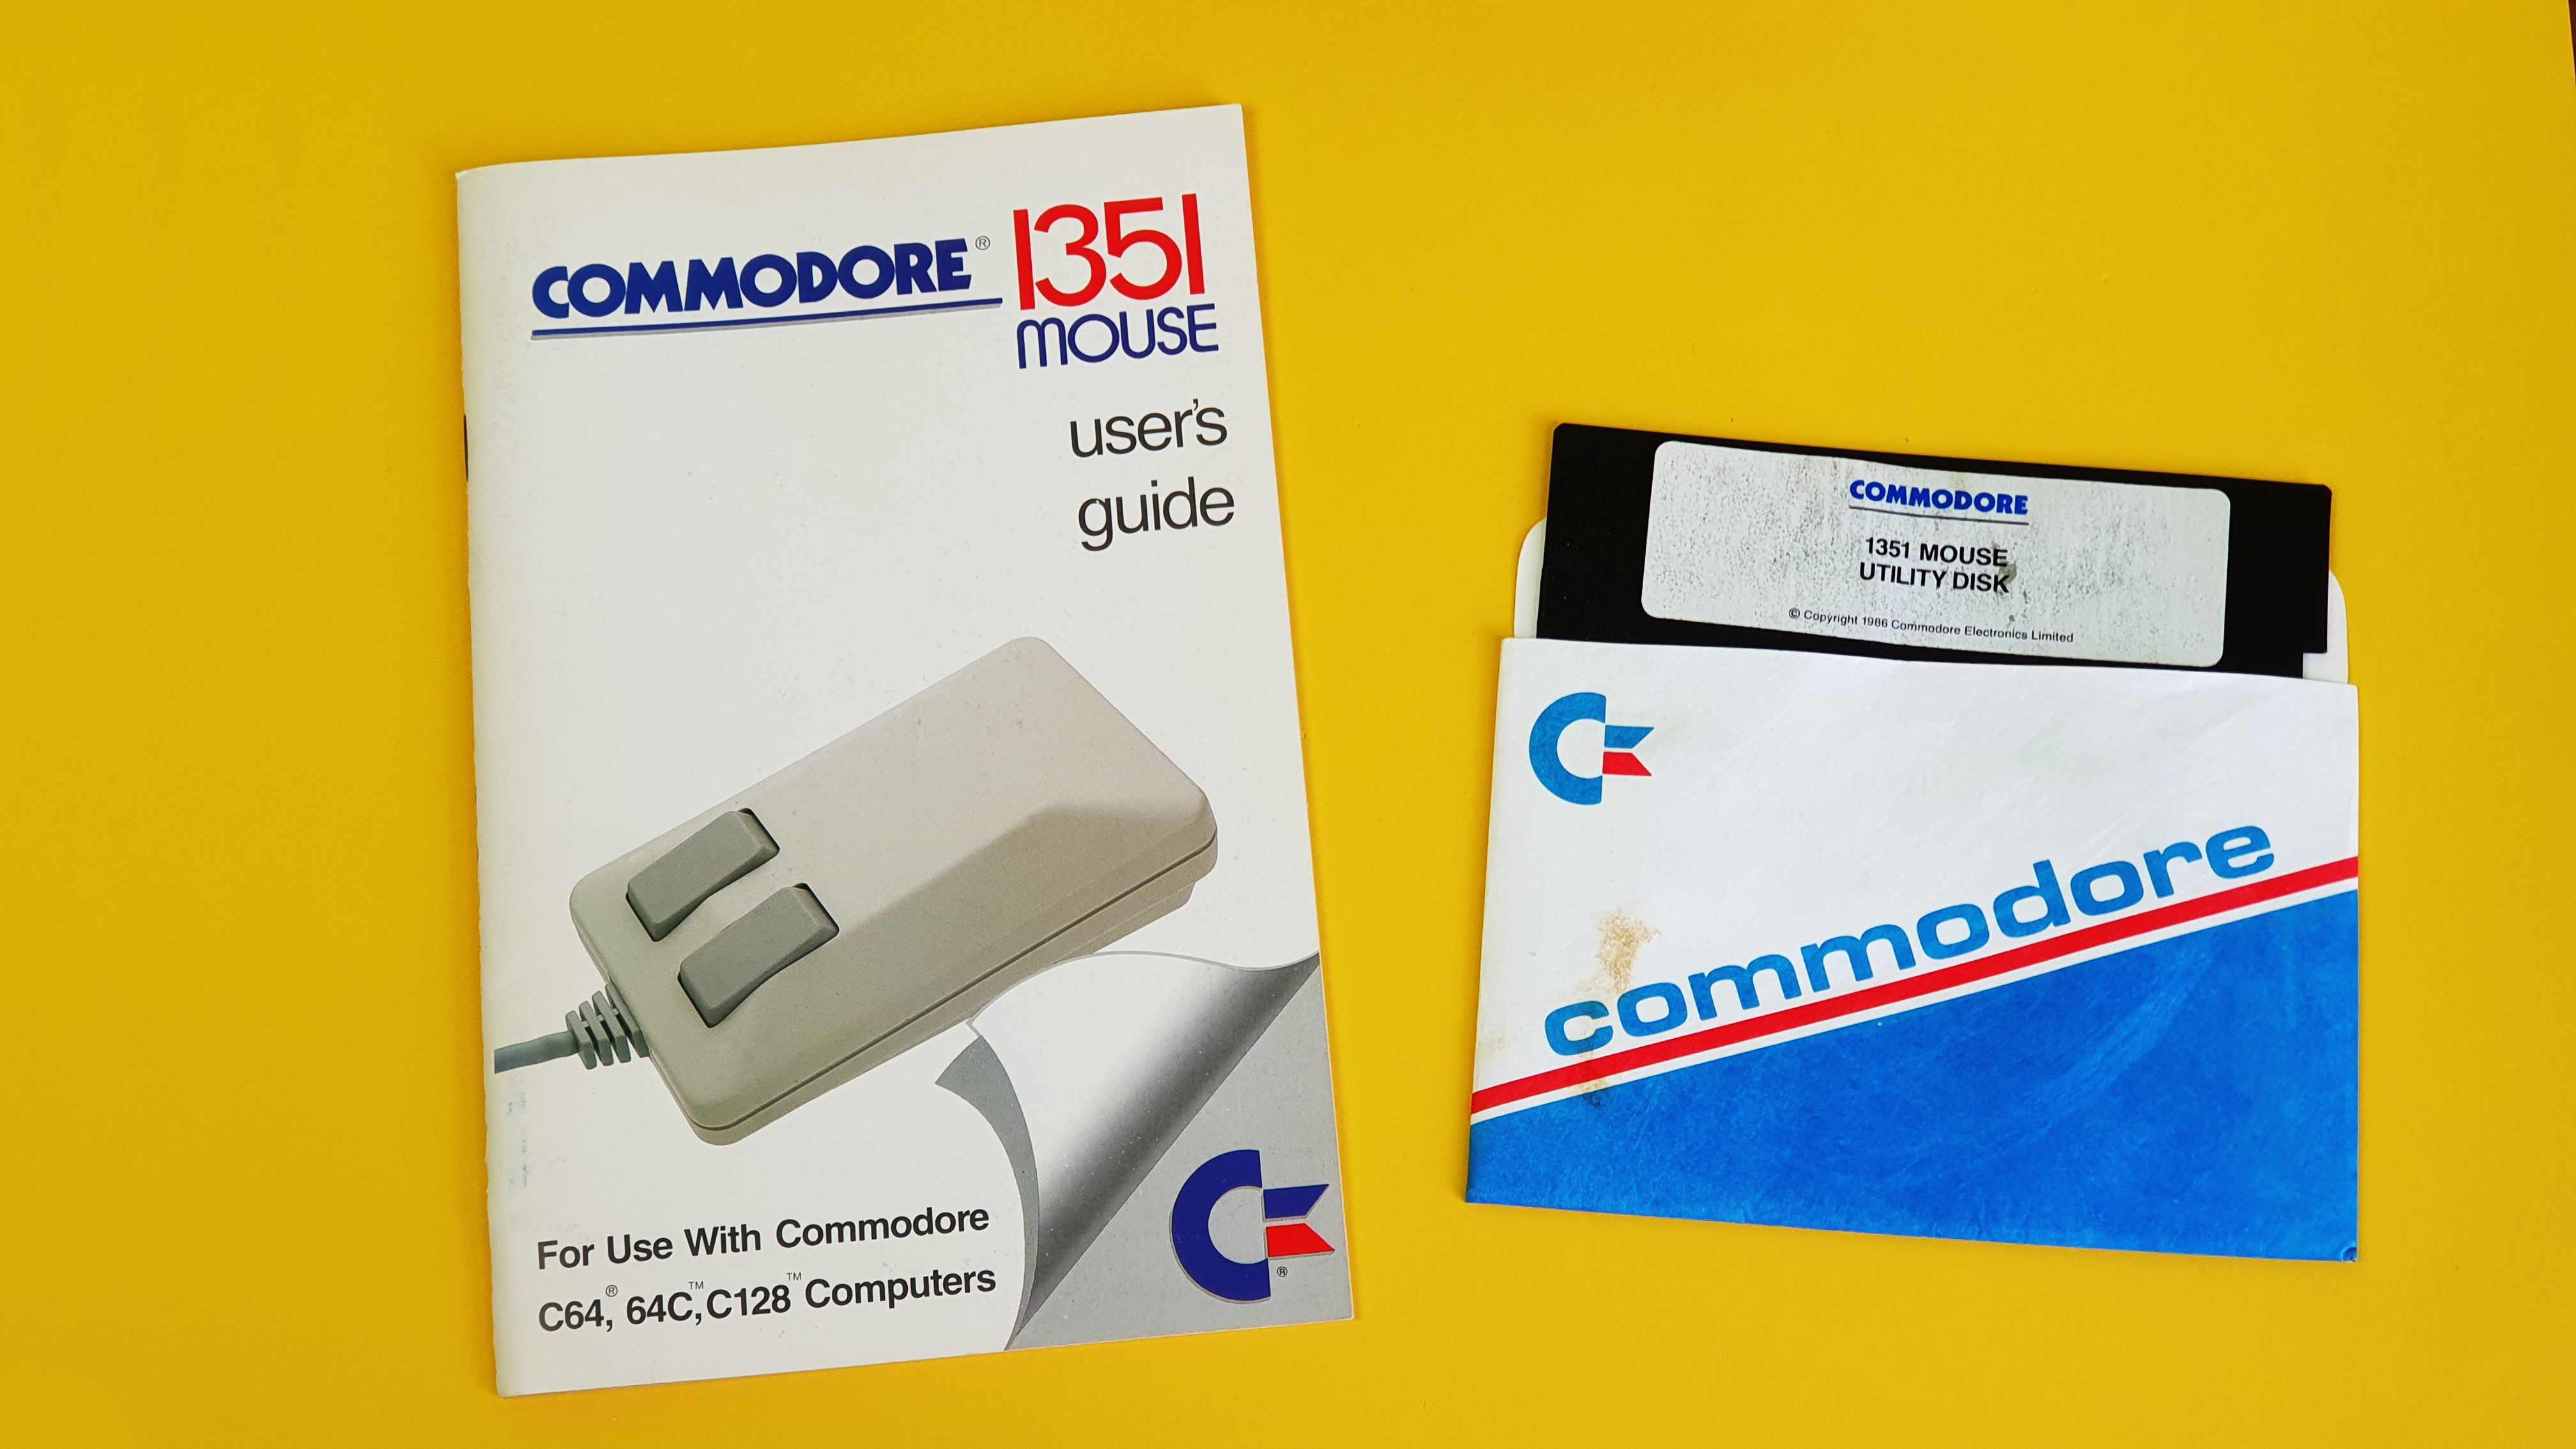 COMMODORE® 1351
MOUSE
user's
guide
For Use With Commodore
C64,® 64C,™ C128™ Computers
®
COMMODORE
1351 MOUSE
UTILITY DISK
© Copyright 1986 Commodore Electronics Limited
commodore